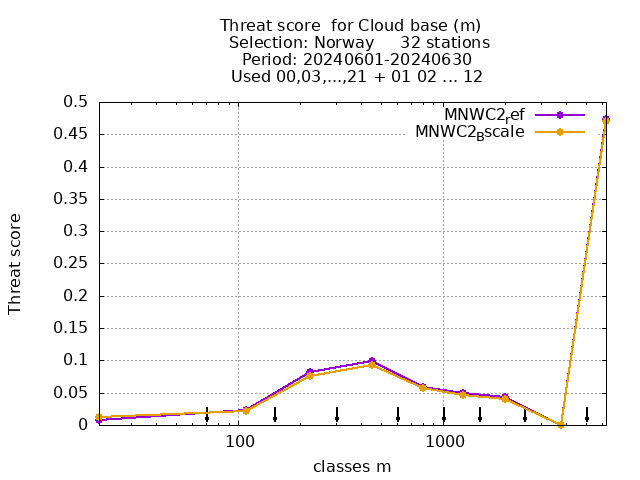 Threat score  for Cloud base (m)
Selection: Norway     32 stations
Period: 20240601-20240630
Used 00,03,...,21 + 01 02 ... 12
MNWC2ref
MNWC2Bscale
0.5
0.45
0.4
0.35
0.3
0.25
0.2
0.15
0.1
0.05
0
Threat score
100
1000
classes m